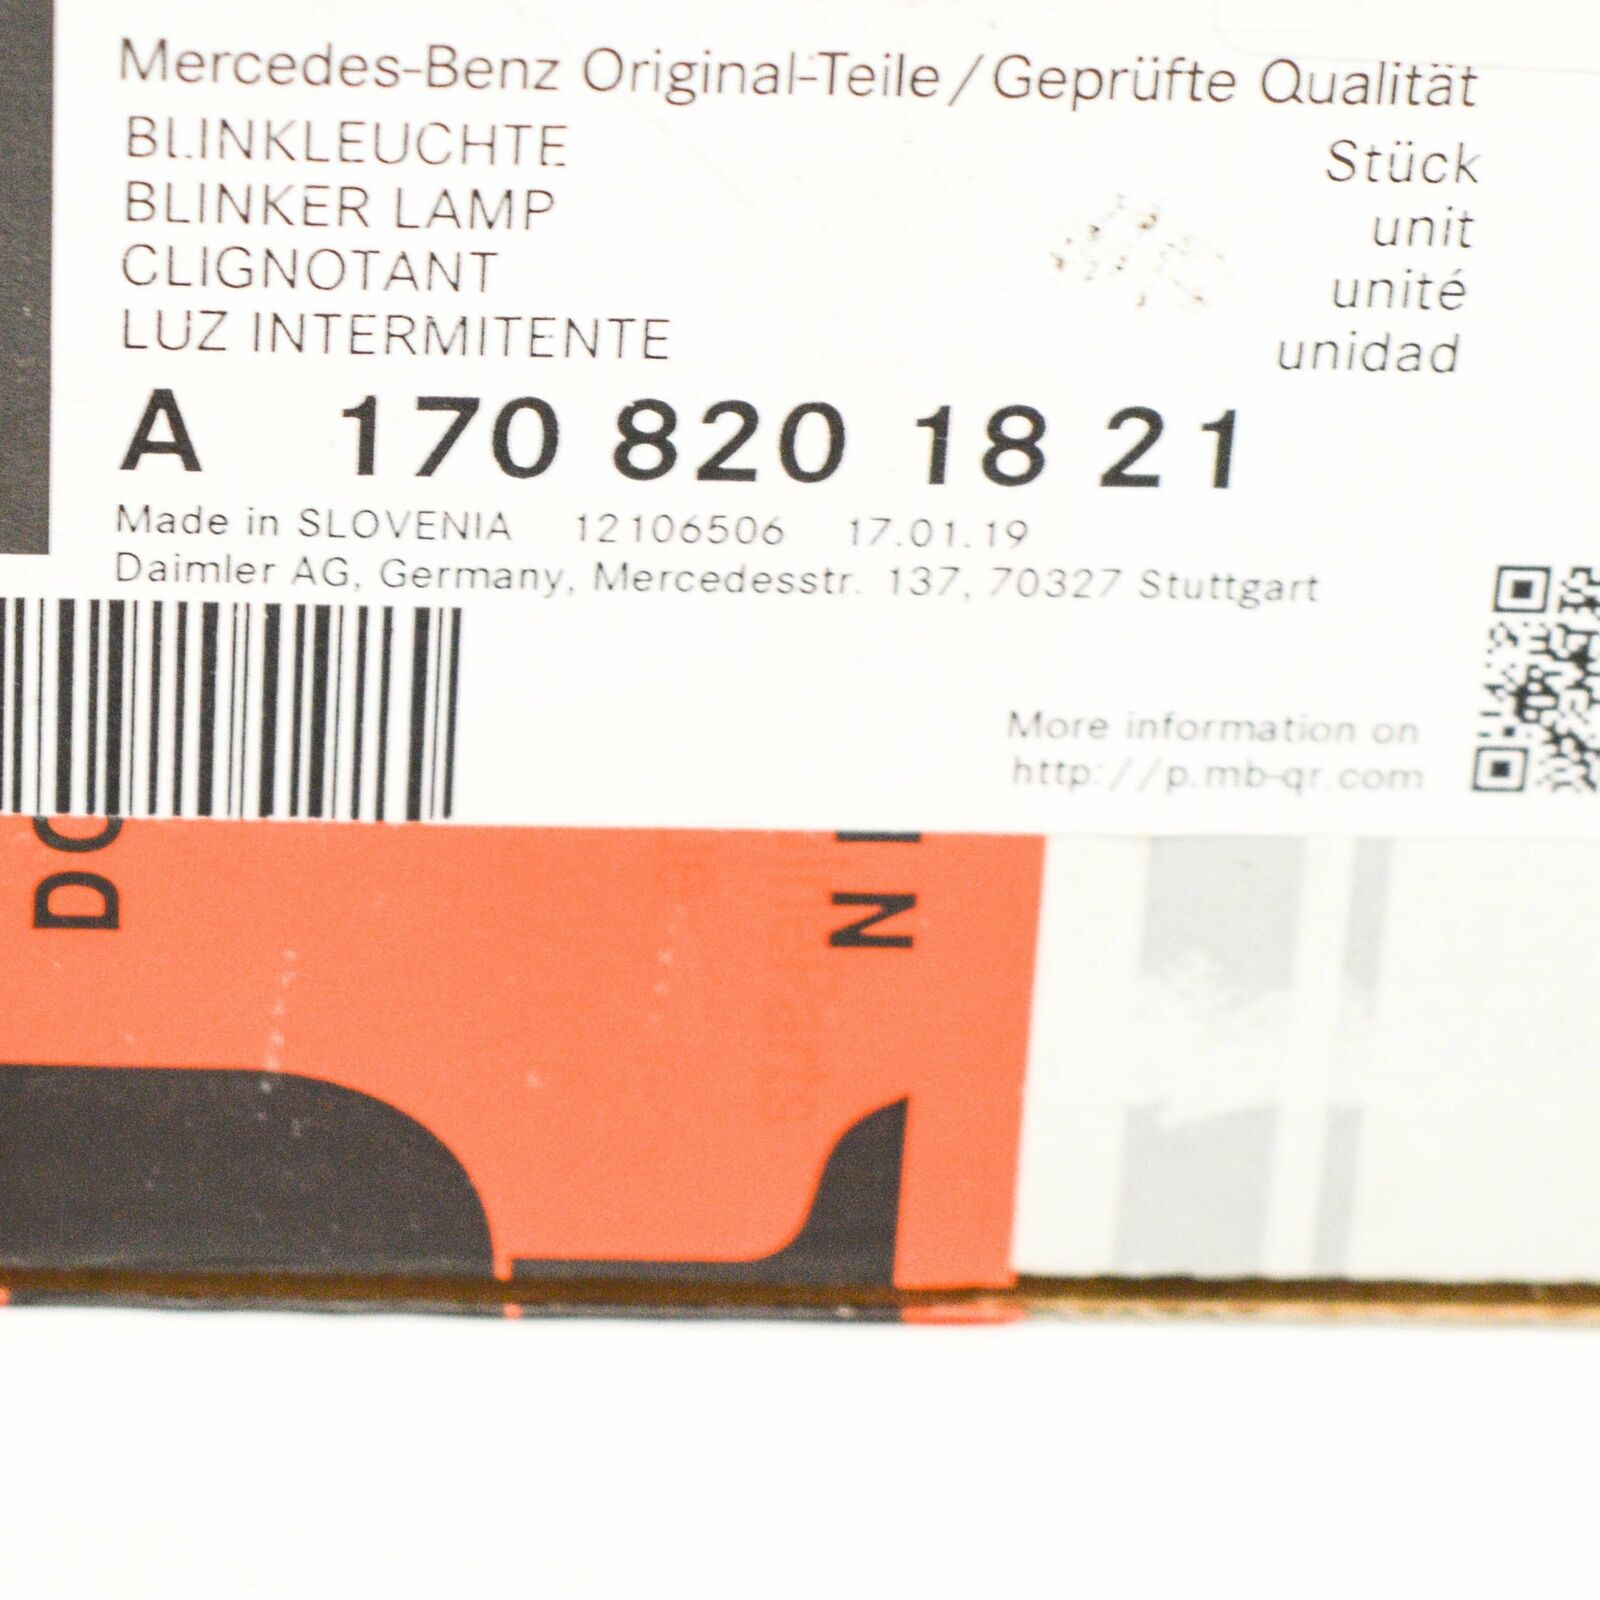 Mercedes-Benz Original-Teile / Geprüfte Qualität
BLINKLEUCHTE Stück
BLINKER LAMP unit
CLIGNOTANT unité
LUZ INTERMITENTE unidad
A 170 820 18 21
Made in SLOVENIA 12106506 17.01.19
Daimler AG, Germany, Mercedesstr. 137, 70327 Stuttgart
More information on
http://p.mb-qr.com